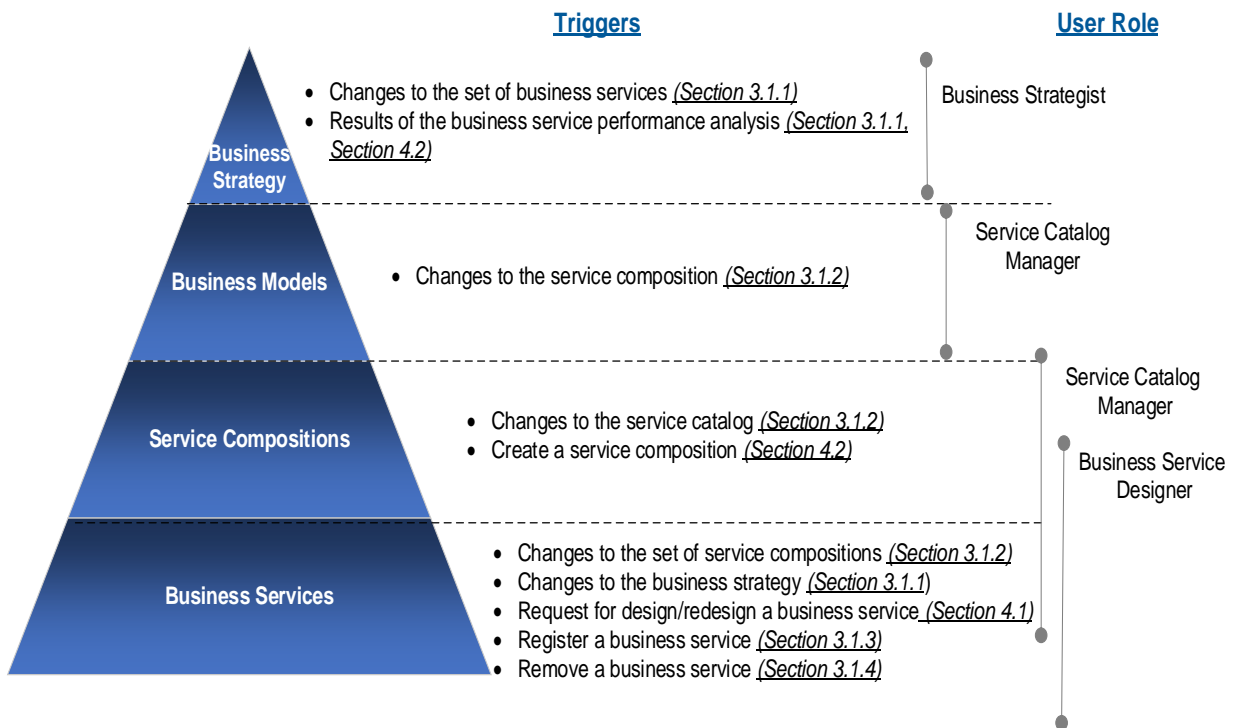 Triggers
User Role
• Changes to the set of business services (Section 3.1.1)
• Results of the business service performance analysis (Section 3.1.1,
Section 4.2)
Business Strategist
Business
Strategy
Service Catalog
Manager
Business Models
• Changes to the service composition (Section 3.1.2)
Service Catalog
Manager
Service Compositions
• Changes to the service catalog (Section 3.1.2)
• Create a service composition (Section 4.2)
Business Service
Designer
Business Services
• Changes to the set of service compositions (Section 3.1.2)
• Changes to the business strategy (Section 3.1.1)
• Request for design/redesign a business service (Section 4.1)
• Register a business service (Section 3.1.3)
• Remove a business service (Section 3.1.4)